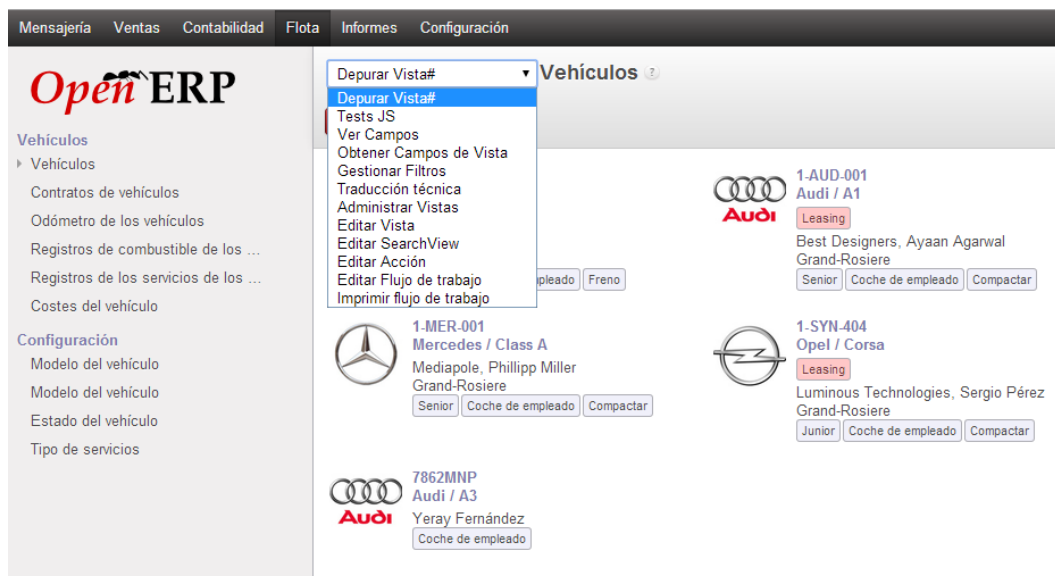 Mensajería Ventas Contabilidad Flota Informes Configuración
Open ERP
Vehículos
Vehículos
Contratos de vehículos
Odómetro de los vehículos
Registros de combustible de los ...
Registros de los servicios de los ...
Costes del vehículo
Configuración
Modelo del vehículo
Modelo del vehículo
Estado del vehículo
Tipo de servicios
Depurar Vista# Vehículos ?
Depurar Vista#
Tests JS
Ver Campos
Obtener Campos de Vista
Gestionar Filtros
Traducción técnica
Administrar Vistas
Editar Vista
Editar SearchView
Editar Acción
Editar Flujo de trabajo
Imprimir flujo de trabajo
Freno
Audi
1-AUD-001
Audi / A1
Leasing
Best Designers, Ayaan Agarwal
Grand-Rosiere
Senior Coche de empleado Compactar
1-MER-001
Mercedes / Class A
Mediapole, Phillipp Miller
Grand-Rosiere
Senior Coche de empleado Compactar
1-SYN-404
Opel / Corsa
Leasing
Luminous Technologies, Sergio Pérez
Grand-Rosiere
Junior Coche de empleado Compactar
Audi
7862MNP
Audi / A3
Yeray Fernández
Coche de empleado